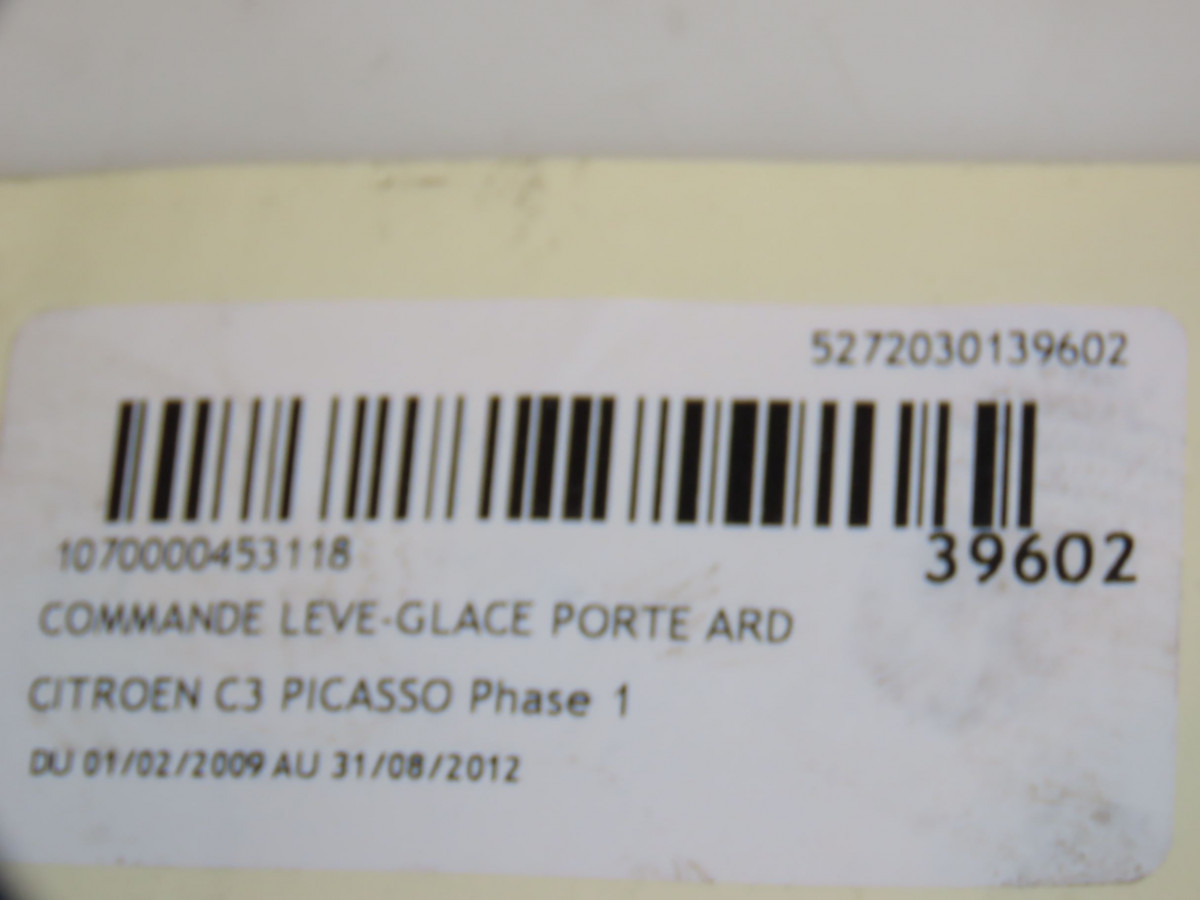 5272030139602
1070000453118
39602
COMMANDE LEVE-GLACE PORTE ARD
CITROEN C3 PICASSO Phase 1
DU 01/02/2009 AU 31/08/2012